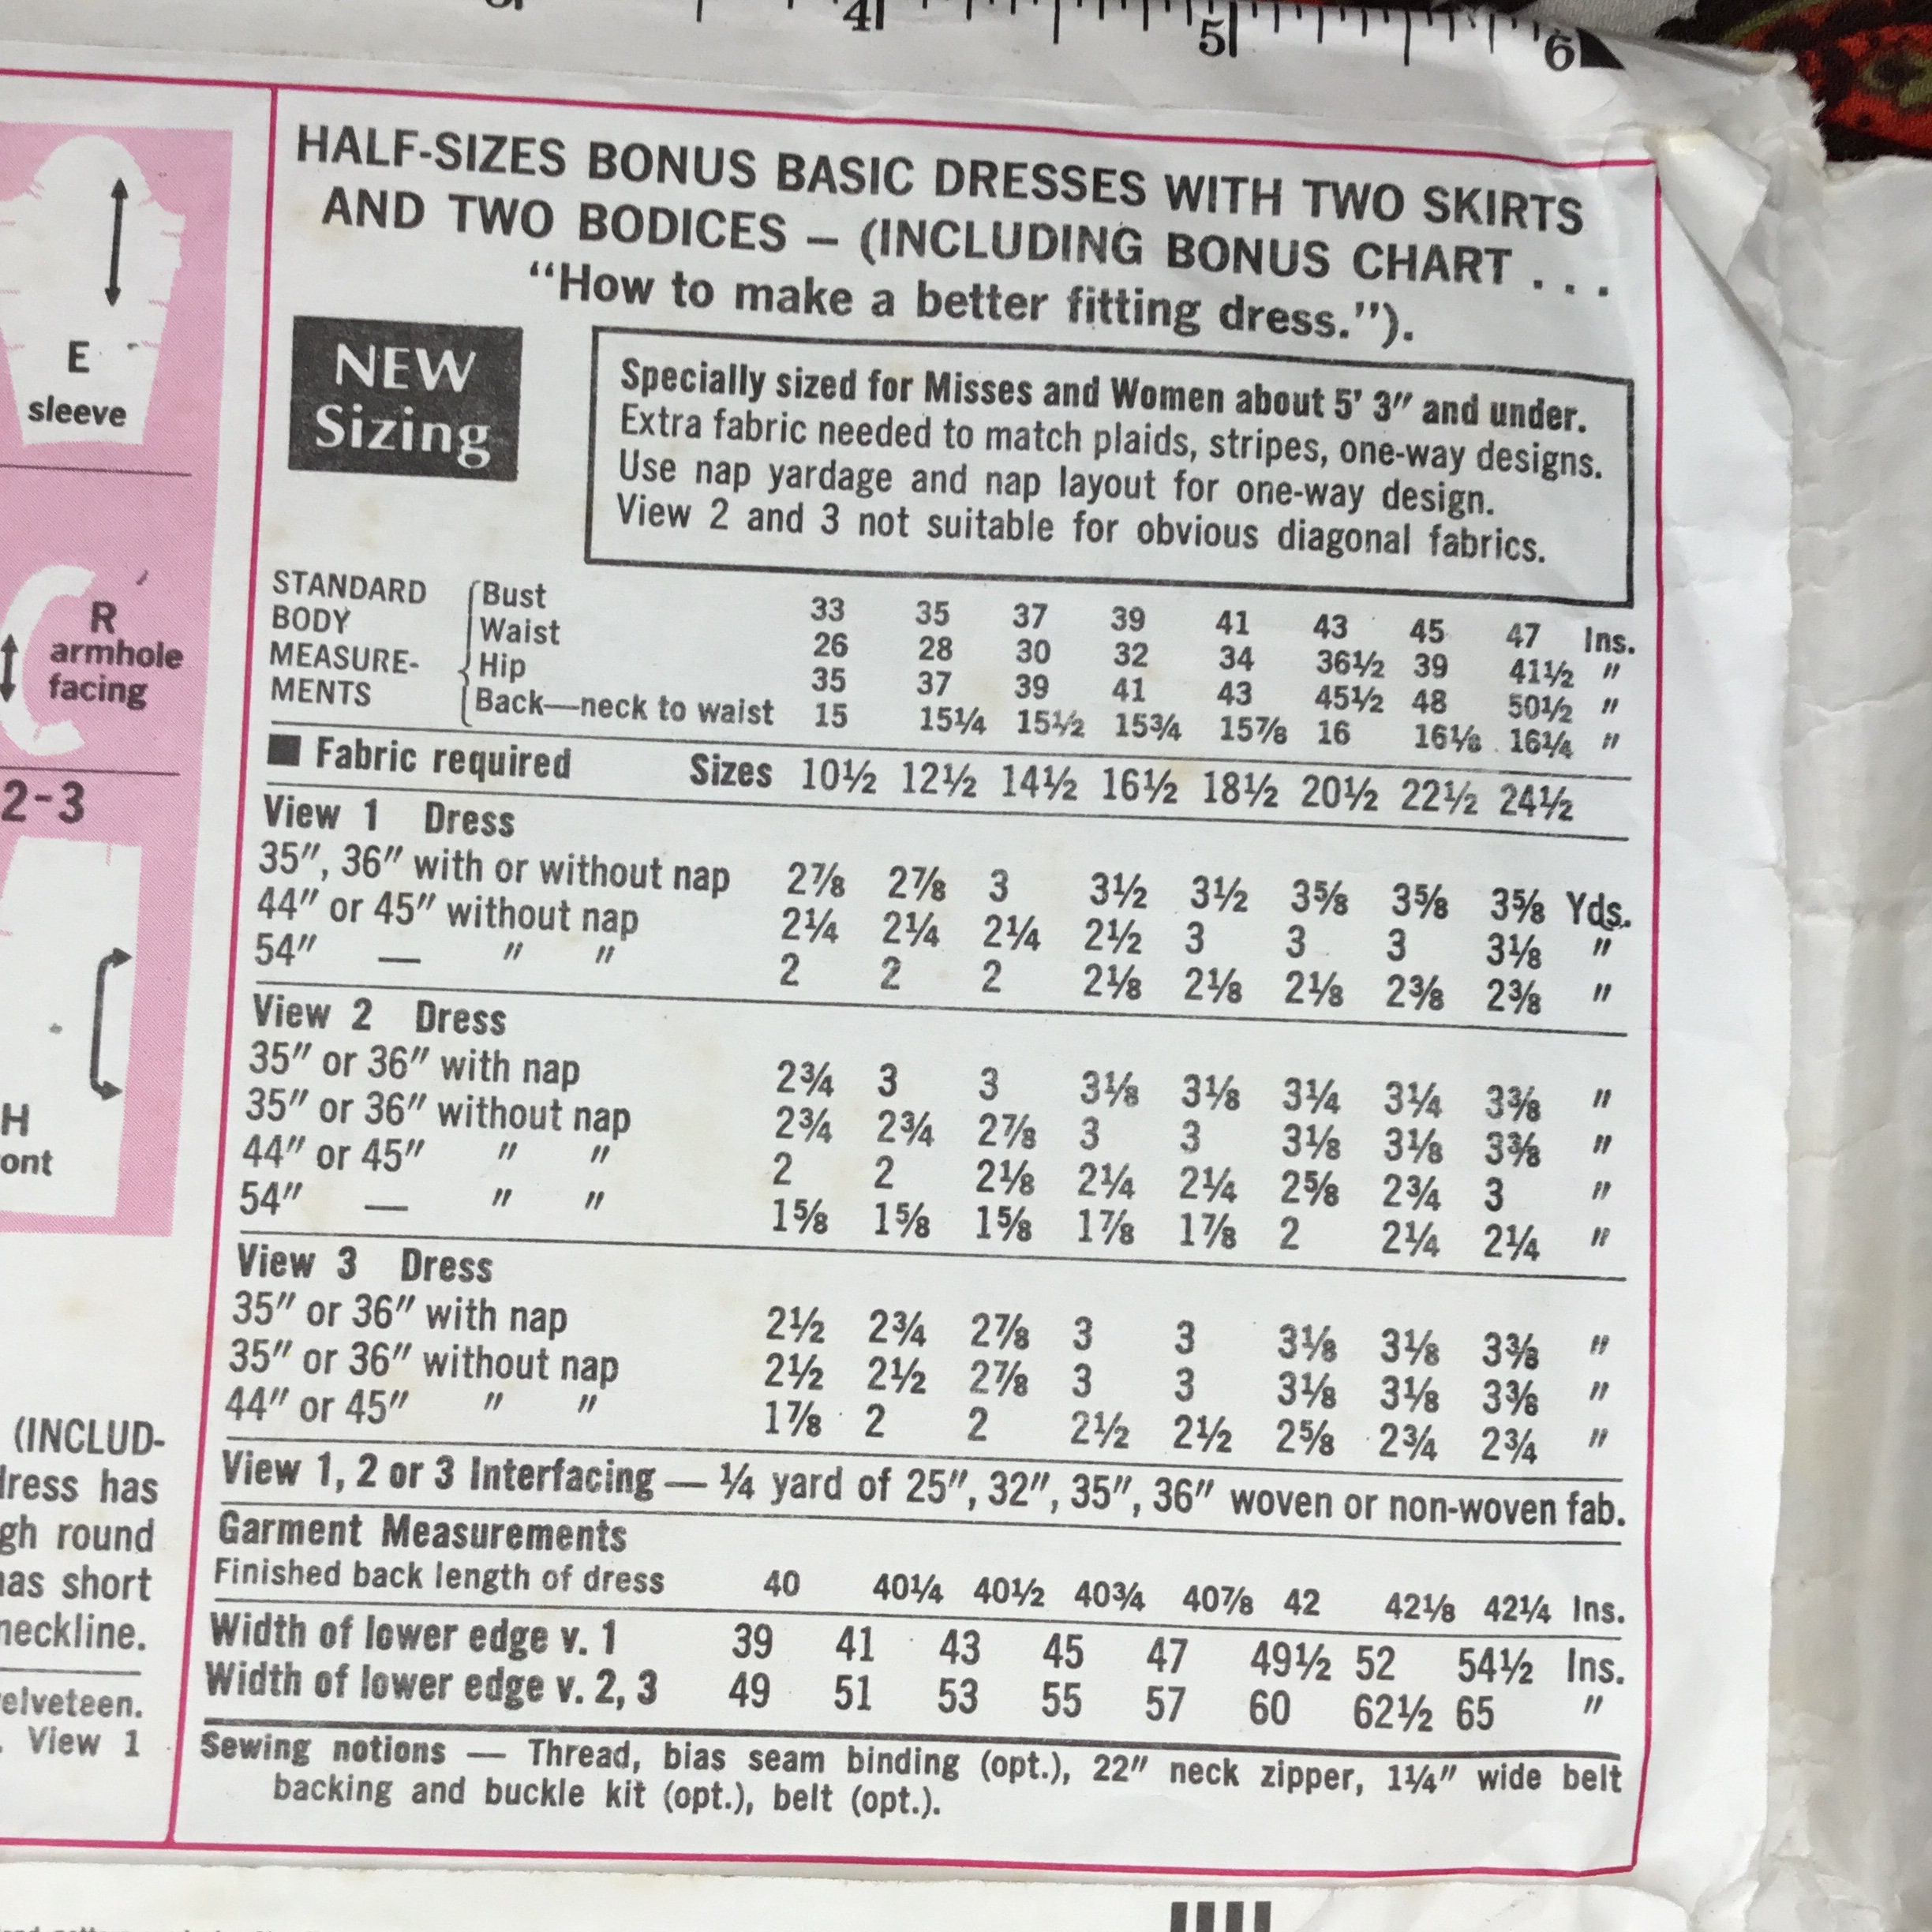 4 5 6
E
sleeve
R
armhole
facing
2-3
H
ont
(INCLUD-
dress has
gh round
has short
neckline.
velveteen.
. View 1
HALF-SIZES BONUS BASIC DRESSES WITH TWO SKIRTS
AND TWO BODICES – (INCLUDING BONUS CHART ...
“How to make a better fitting dress.”).
NEW
Sizing
Specially sized for Misses and Women about 5' 3" and under.
Extra fabric needed to match plaids, stripes, one-way designs.
Use nap yardage and nap layout for one-way design.
View 2 and 3 not suitable for obvious diagonal fabrics.
STANDARD
BODY
MEASURE-
MENTS
Bust 33 35 37 39 41 43 45 47 Ins.
Waist 26 28 30 32 34 36½ 39 41½ "
Hip 35 37 39 41 43 45½ 48 50½ "
Back—neck to waist 15 15¼ 15½ 15¾ 15⅞ 16 16⅛ 16¼ "
■ Fabric required Sizes 10½ 12½ 14½ 16½ 18½ 20½ 22½ 24½
View 1 Dress
35", 36" with or without nap 2⅞ 2⅞ 3 3½ 3½ 3⅝ 3⅝ 3⅝ Yds.
44" or 45" without nap 2¼ 2¼ 2¼ 2½ 3 3 3 3⅛ "
54" — " " 2 2 2 2⅛ 2⅛ 2⅛ 2⅜ 2⅜ "
View 2 Dress
35" or 36" with nap 2¾ 3 3 3⅛ 3⅛ 3¼ 3¼ 3⅜ "
35" or 36" without nap 2¾ 2¾ 2⅞ 3 3 3⅛ 3⅛ 3⅜ "
44" or 45" " " 2 2 2⅛ 2¼ 2¼ 2⅝ 2¾ 3 "
54" — " " 1⅝ 1⅝ 1⅝ 1⅞ 1⅞ 2 2¼ 2¼ "
View 3 Dress
35" or 36" with nap 2½ 2¾ 2⅞ 3 3 3⅛ 3⅛ 3⅜ "
35" or 36" without nap 2½ 2½ 2⅞ 3 3 3⅛ 3⅛ 3⅜ "
44" or 45" " " 1⅞ 2 2 2½ 2½ 2⅝ 2¾ 2¾ "
View 1, 2 or 3 Interfacing — ¼ yard of 25", 32", 35", 36" woven or non-woven fab.
Garment Measurements
Finished back length of dress 40 40¼ 40½ 40¾ 40⅞ 42 42⅛ 42¼ Ins.
Width of lower edge v. 1 39 41 43 45 47 49½ 52 54½ Ins.
Width of lower edge v. 2, 3 49 51 53 55 57 60 62½ 65 "
Sewing notions — Thread, bias seam binding (opt.), 22" neck zipper, 1¼" wide belt
backing and buckle kit (opt.), belt (opt.).